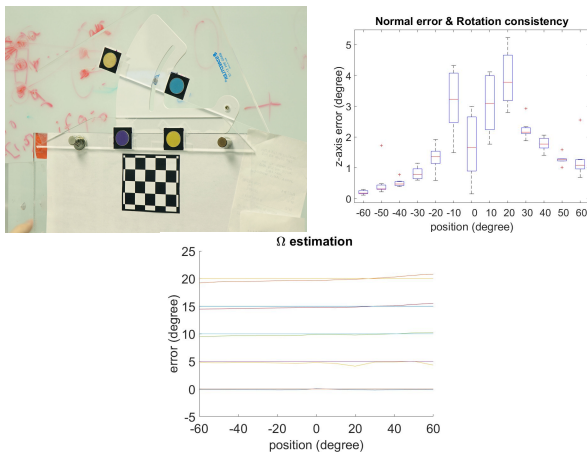 Normal error & Rotation consistency
z-axis error (degree)
5
4
3
2
1
0
-60 -50 -40 -30 -20 -10 0 10 20 30 40 50 60
position (degree)
Ω estimation
error (degree)
25
20
15
10
5
0
-5
-60 -40 -20 0 20 40 60
position (degree)